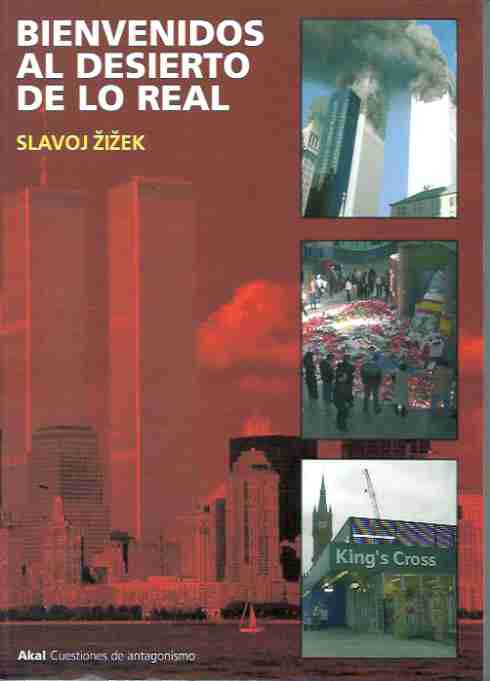 BIENVENIDOS
AL DESIERTO
DE LO REAL
SLAVOJ ŽIŽEK
King's Cross
Akal Cuestiones de antagonismo